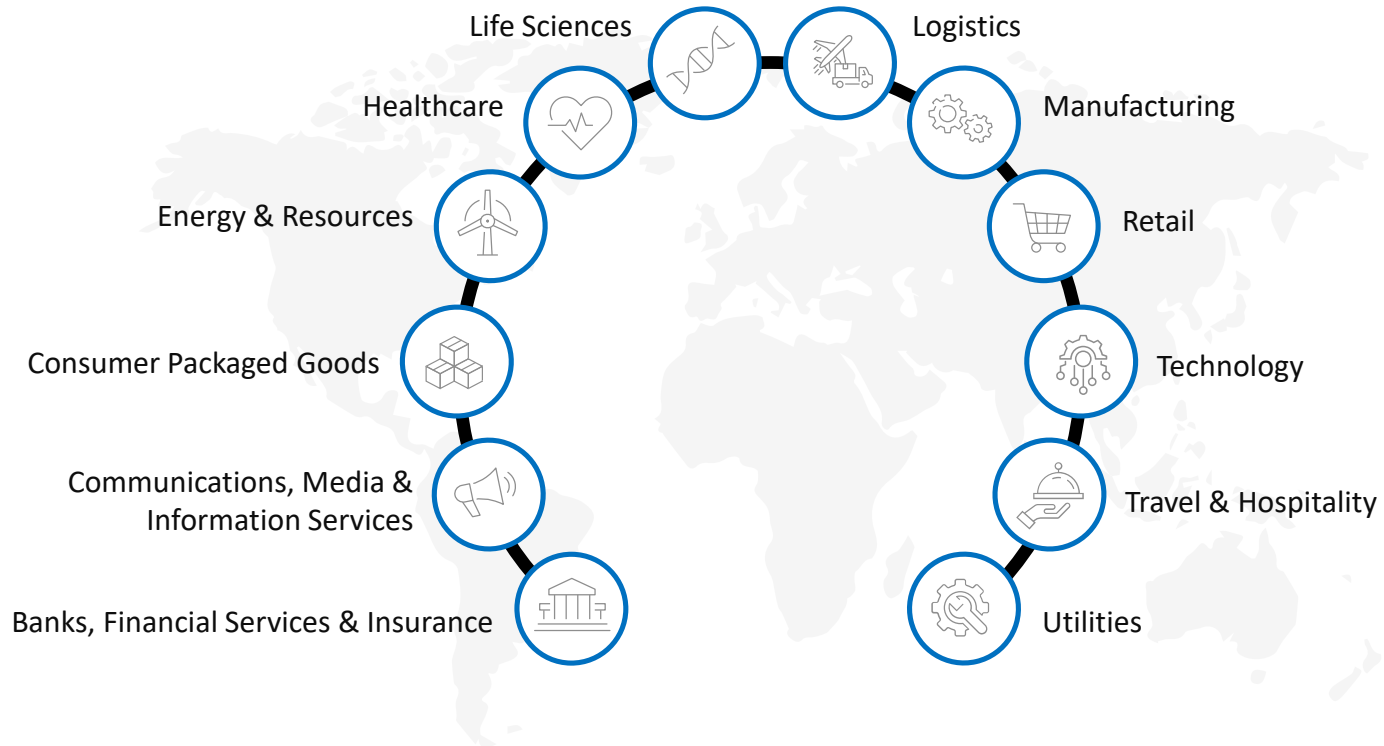 Life Sciences
Logistics
Healthcare
Manufacturing
Energy & Resources
Retail
Consumer Packaged Goods
Technology
Communications, Media &
Information Services
Travel & Hospitality
Banks, Financial Services & Insurance
Utilities